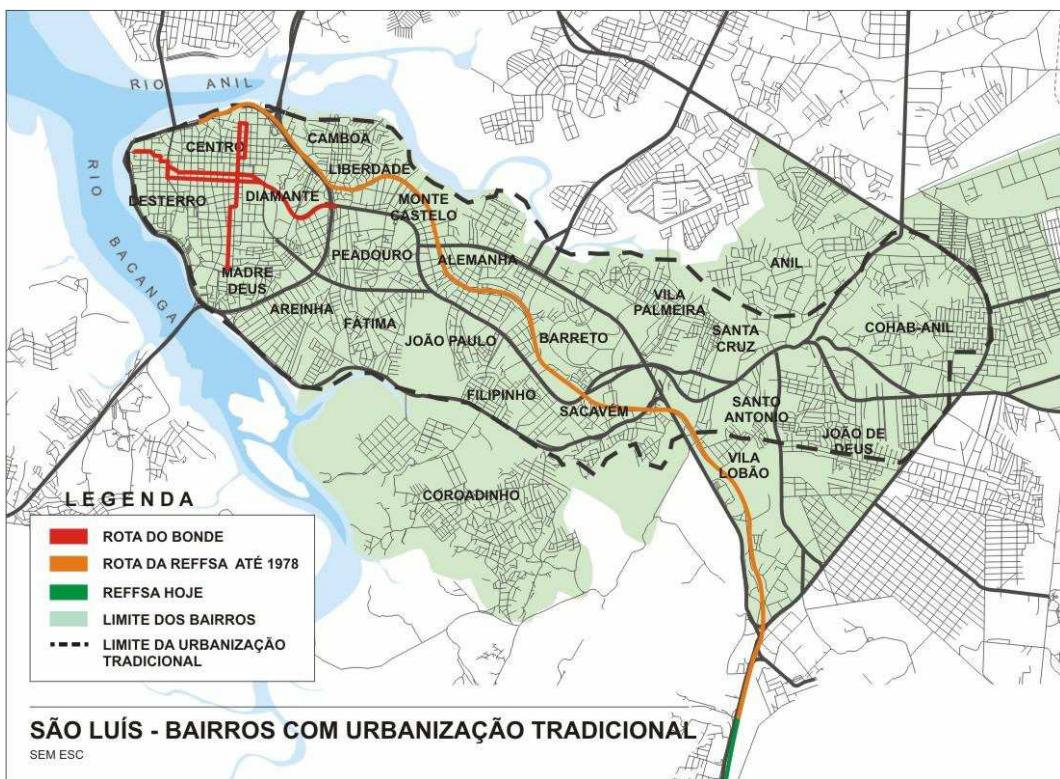 RIO ANIL
RIO BACANGA
CENTRO
CAMBOA
LIBERDADE
DESTERRO
DIAMANTE
MONTE
CASTELO
PEADOURO
ALEMANHA
MADRE
DEUS
AREINHA
FÁTIMA
JOÃO PAULO
BARRETO
VILA
PALMEIRA
ANIL
SANTA
CRUZ
COHAB-ANIL
FILIPINHO
SACAVÉM
SANTO
ANTONIO
JOÃO DE
DEUS
VILA
LOBÃO
COROADINHO
LEGENDA
ROTA DO BONDE
ROTA DA REFFSA ATÉ 1978
REFFSA HOJE
LIMITE DOS BAIRROS
LIMITE DA URBANIZAÇÃO
TRADICIONAL
SÃO LUÍS - BAIRROS COM URBANIZAÇÃO TRADICIONAL
SEM ESC